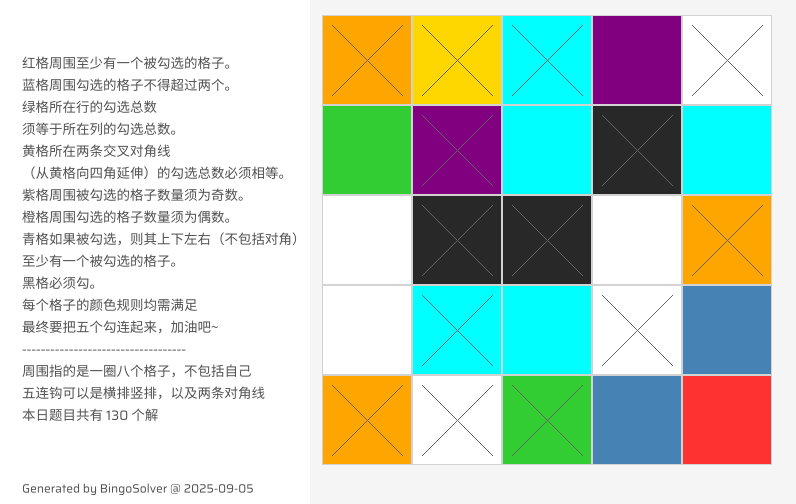 红格周围至少有一个被勾选的格子。
蓝格周围勾选的格子不得超过两个。
绿格所在行的勾选总数
须等于所在列的勾选总数。
黄格所在两条交叉对角线
（从黄格向四角延伸）的勾选总数必须相等。
紫格周围被勾选的格子数量须为奇数。
橙格周围勾选的格子数量须为偶数。
青格如果被勾选，则其上下左右（不包括对角）
至少有一个被勾选的格子。
黑格必须勾。
每个格子的颜色规则均需满足
最终要把五个勾连起来，加油吧~
-----------------------------------
周围指的是一圈八个格子，不包括自己
五连钩可以是横排竖排，以及两条对角线
本日题目共有 130 个解
Generated by BingoSolver @ 2025-09-05